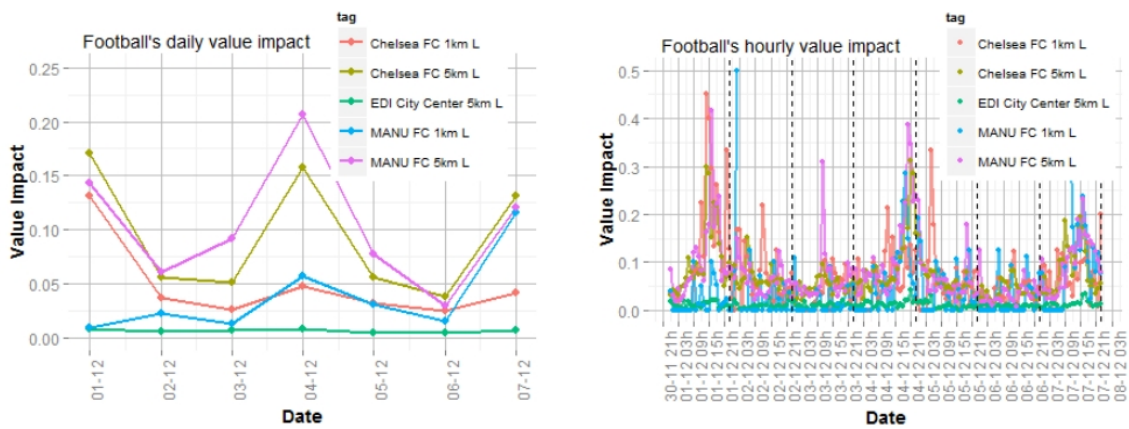 tag
Football's daily value impact
Chelsea FC 1km L
Chelsea FC 5km L
EDI City Center 5km L
MANU FC 1km L
MANU FC 5km L
Value Impact
0.25
0.20
0.15
0.10
0.05
0.00
01-12
02-12
03-12
04-12
05-12
06-12
07-12
Date
tag
Football's hourly value impact
Chelsea FC 1km L
Chelsea FC 5km L
EDI City Center 5km L
MANU FC 1km L
MANU FC 5km L
Value Impact
0.5
0.4
0.3
0.2
0.1
0.0
30-11 21h
01-12 03h
01-12 09h
01-12 15h
01-12 21h
02-12 03h
02-12 09h
02-12 15h
02-12 21h
03-12 03h
03-12 09h
03-12 15h
03-12 21h
04-12 03h
04-12 09h
04-12 15h
04-12 21h
05-12 03h
05-12 09h
05-12 15h
05-12 21h
06-12 03h
06-12 09h
06-12 15h
06-12 21h
07-12 03h
07-12 09h
07-12 15h
07-12 21h
08-12 03h
Date